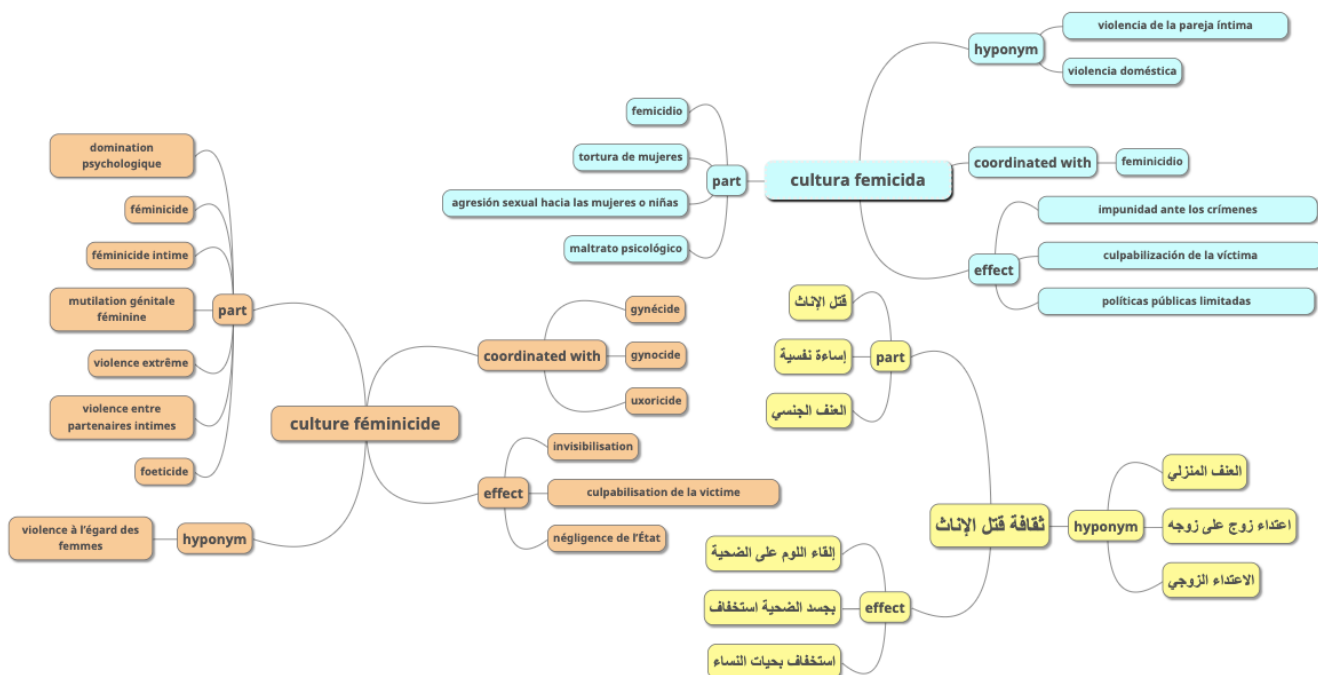 cultura femicida
hyponym
violencia de la pareja íntima
violencia doméstica
coordinated with
feminicidio
effect
impunidad ante los crímenes
culpabilización de la víctima
políticas públicas limitadas
part
femicidio
tortura de mujeres
agresión sexual hacia las mujeres o niñas
maltrato psicológico
culture féminicide
part
domination
psychologique
féminicide
féminicide intime
mutilation génitale
féminine
violence extrême
violence entre
partenaires intimes
foeticide
hyponym
violence à l’égard des
femmes
coordinated with
gynécide
gynocide
uxoricide
effect
invisibilisation
culpabilisation de la victime
négligence de l’État
ثقافة قتل الإناث
part
قتل الإناث
إساءة نفسية
العنف الجنسي
hyponym
العنف المنزلي
اعتداء زوج على زوجه
الاعتداء الزوجي
effect
إلقاء اللوم على الضحية
بجسد الضحية استخفاف
استخفاف بحيات النساء